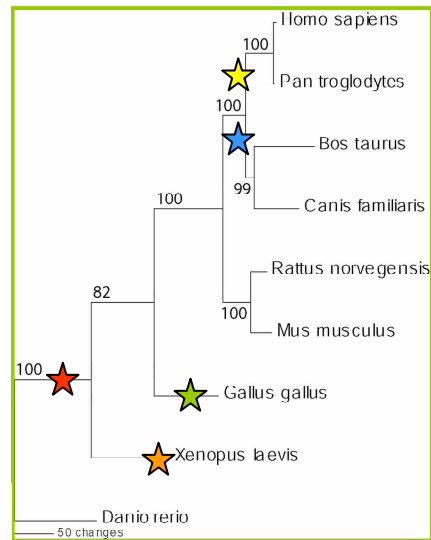 Homo sapiens
100
Pan troglodytes
100
Bos taurus
99
100
Canis familiaris
Rattus norvegensis
82
100
Mus musculus
100
Gallus gallus
Xenopus laevis
Danio rerio
50 changes